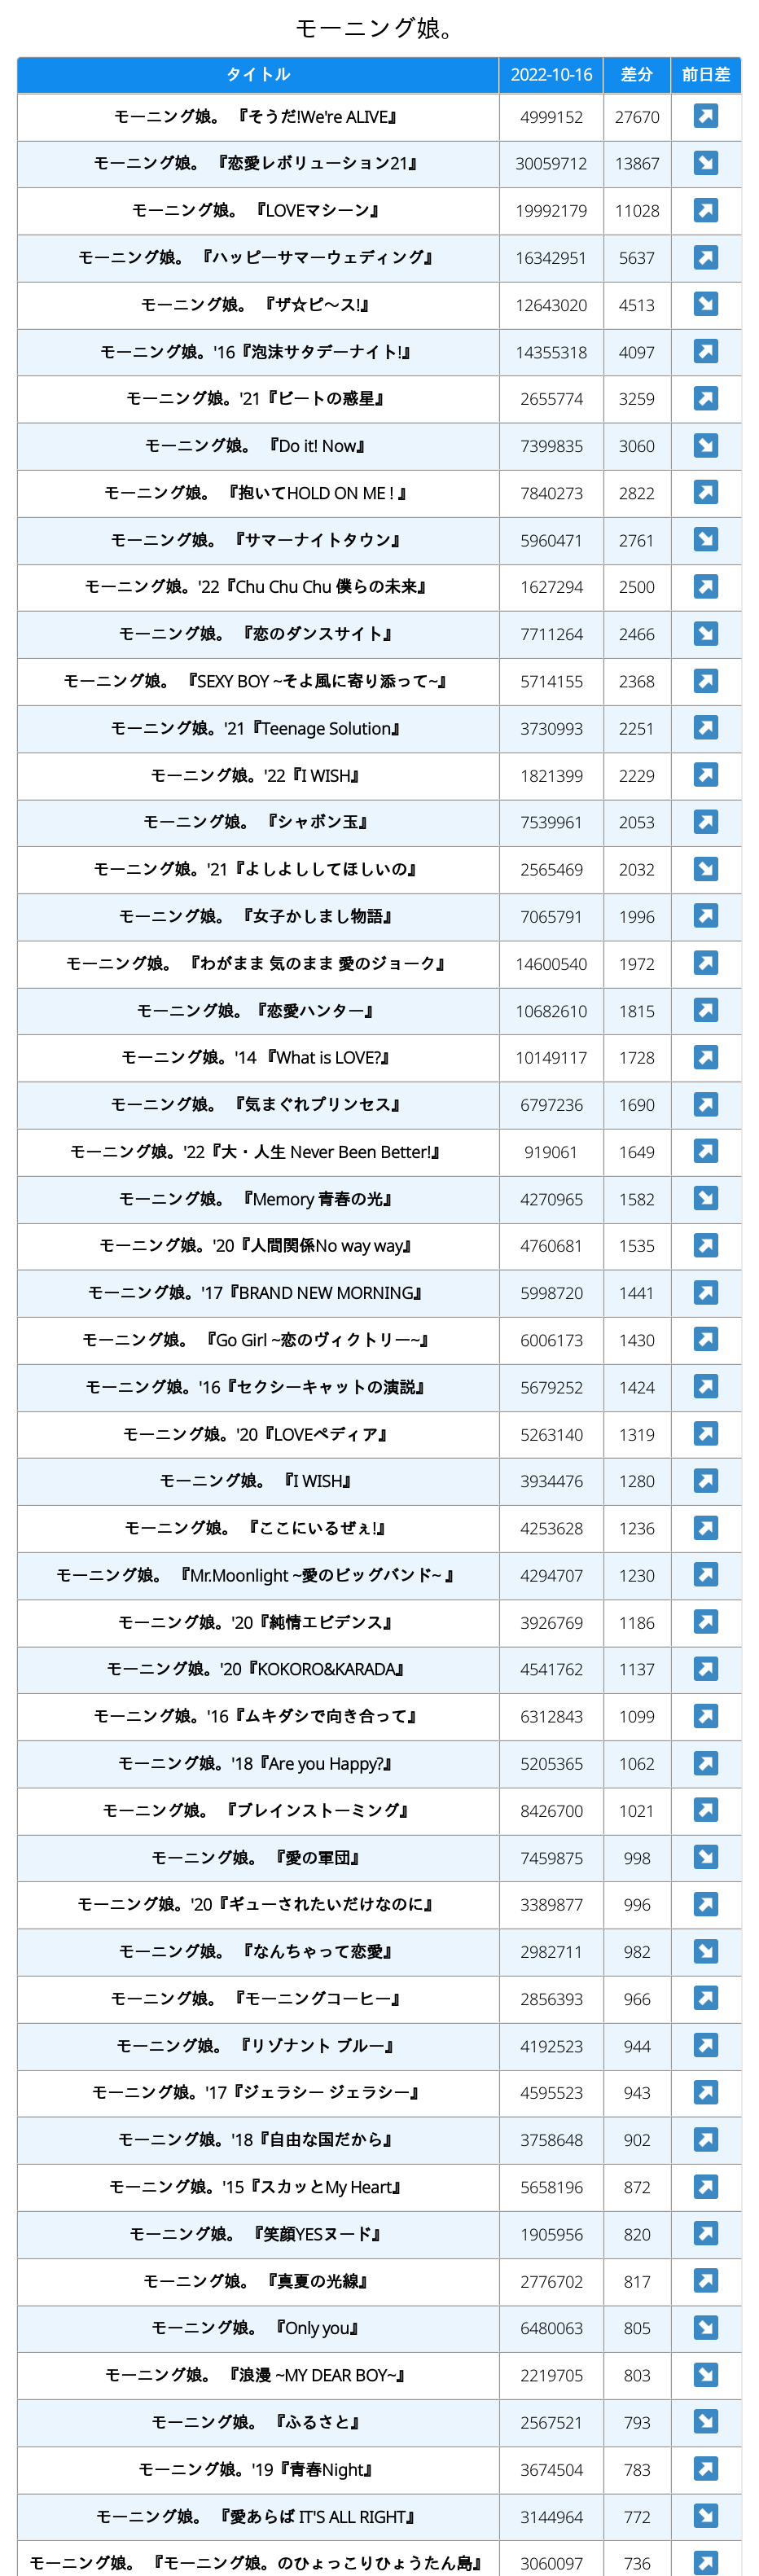 モーニング娘。
タイトル 2022-10-16 差分 前日差
モーニング娘。 『そうだ!We're ALIVE』 4999152 27670
モーニング娘。 『恋愛レボリューション21』 30059712 13867
モーニング娘。 『LOVEマシーン』 19992179 11028
モーニング娘。 『ハッピーサマーウェディング』 16342951 5637
モーニング娘。 『ザ☆ピ〜ス!』 12643020 4513
モーニング娘。'16『泡沫サタデーナイト!』 14355318 4097
モーニング娘。'21『ビートの惑星』 2655774 3259
モーニング娘。 『Do it! Now』 7399835 3060
モーニング娘。 『抱いてHOLD ON ME ! 』 7840273 2822
モーニング娘。 『サマーナイトタウン』 5960471 2761
モーニング娘。'22『Chu Chu Chu 僕らの未来』 1627294 2500
モーニング娘。 『恋のダンスサイト』 7711264 2466
モーニング娘。 『SEXY BOY ~そよ風に寄り添って~』 5714155 2368
モーニング娘。'21『Teenage Solution』 3730993 2251
モーニング娘。'22『I WISH』 1821399 2229
モーニング娘。 『シャボン玉』 7539961 2053
モーニング娘。'21『よしよししてほしいの』 2565469 2032
モーニング娘。 『女子かしまし物語』 7065791 1996
モーニング娘。 『わがまま 気のまま 愛のジョーク』 14600540 1972
モーニング娘。『恋愛ハンター』 10682610 1815
モーニング娘。'14 『What is LOVE?』 10149117 1728
モーニング娘。 『気まぐれプリンセス』 6797236 1690
モーニング娘。'22『大・人生 Never Been Better!』 919061 1649
モーニング娘。 『Memory 青春の光』 4270965 1582
モーニング娘。'20『人間関係No way way』 4760681 1535
モーニング娘。'17『BRAND NEW MORNING』 5998720 1441
モーニング娘。 『Go Girl ~恋のヴィクトリー~』 6006173 1430
モーニング娘。'16『セクシーキャットの演説』 5679252 1424
モーニング娘。'20『LOVEペディア』 5263140 1319
モーニング娘。 『I WISH』 3934476 1280
モーニング娘。 『ここにいるぜぇ!』 4253628 1236
モーニング娘。 『Mr.Moonlight ~愛のビッグバンド~ 』 4294707 1230
モーニング娘。'20『純情エビデンス』 3926769 1186
モーニング娘。'20『KOKORO&KARADA』 4541762 1137
モーニング娘。'16『ムキダシで向き合って』 6312843 1099
モーニング娘。'18『Are you Happy?』 5205365 1062
モーニング娘。 『ブレインストーミング』 8426700 1021
モーニング娘。 『愛の軍団』 7459875 998
モーニング娘。'20『ギューされたいだけなのに』 3389877 996
モーニング娘。 『なんちゃって恋愛』 2982711 982
モーニング娘。 『モーニングコーヒー』 2856393 966
モーニング娘。 『リゾナント ブルー』 4192523 944
モーニング娘。'17『ジェラシー ジェラシー』 4595523 943
モーニング娘。'18『自由な国だから』 3758648 902
モーニング娘。'15『スカッとMy Heart』 5658196 872
モーニング娘。 『笑顔YESヌード』 1905956 820
モーニング娘。 『真夏の光線』 2776702 817
モーニング娘。 『Only you』 6480063 805
モーニング娘。 『浪漫 ~MY DEAR BOY~』 2219705 803
モーニング娘。 『ふるさと』 2567521 793
モーニング娘。'19『青春Night』 3674504 783
モーニング娘。 『愛あらば IT'S ALL RIGHT』 3144964 772
モーニング娘。 『モーニング娘。のひょっこりひょうたん島』 3060097 736